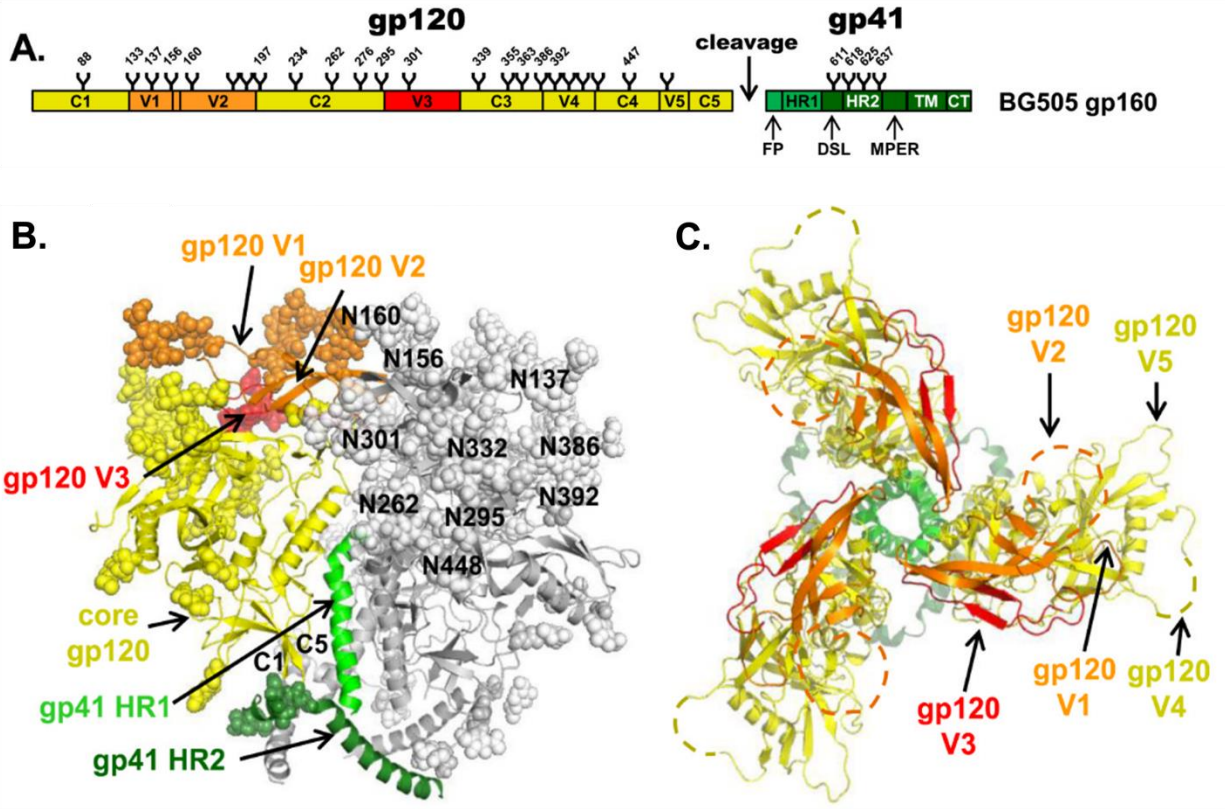 gp120
gp41
A.
cleavage
88
133
137
156
160
197
234
262
276
295
301
339
355
363
386
392
447
611
618
625
637
C1
V1
V2
C2
V3
C3
V4
C4
V5
C5
HR1
HR2
TM
CT
BG505 gp160
FP
DSL
MPER
B.
gp120 V1
gp120 V2
N160
N156
N137
N301
N332
N386
gp120 V3
N262
N295
N392
N448
core
gp120
C5
C1
gp41 HR1
gp41 HR2
C.
gp120
V2
gp120
V5
gp120
V3
gp120
V1
gp120
V4